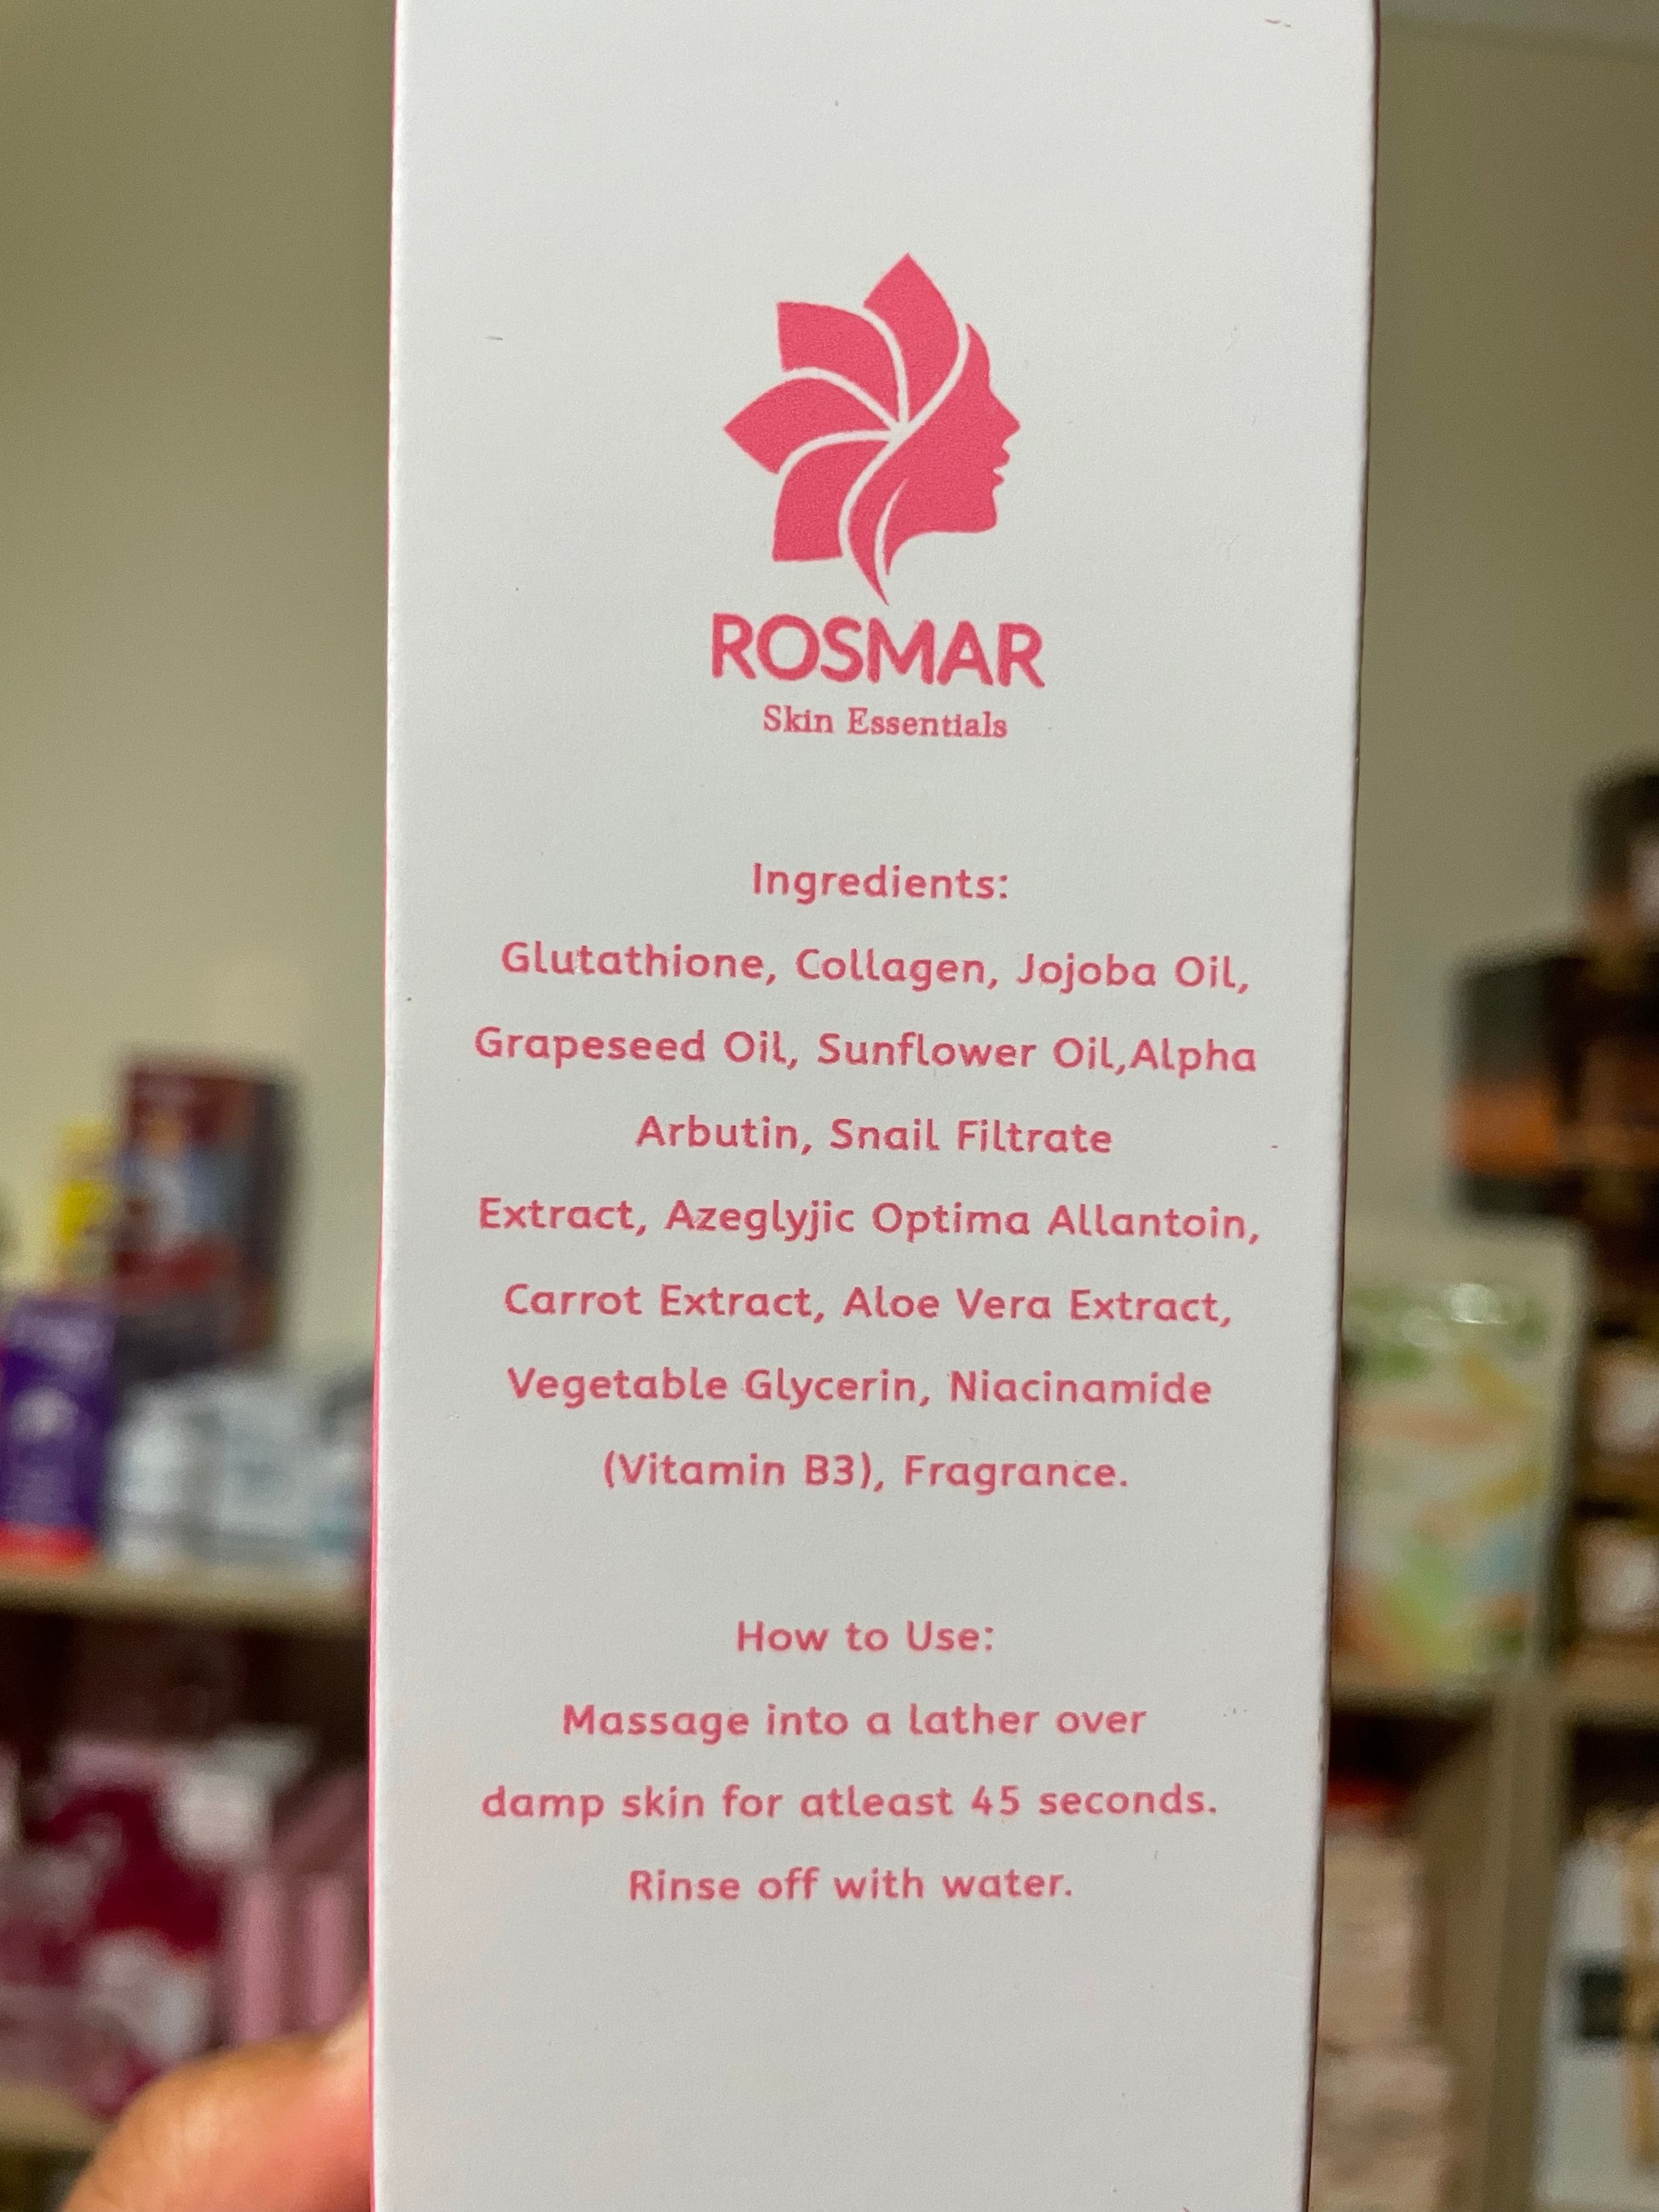 ROSMAR
Skin Essentials
Ingredients:
Glutathione, Collagen, Jojoba Oil,
Grapeseed Oil, Sunflower Oil,Alpha
Arbutin, Snail Filtrate
Extract, Azeglyjic Optima Allantoin,
Carrot Extract, Aloe Vera Extract,
Vegetable Glycerin, Niacinamide
(Vitamin B3), Fragrance.
How to Use:
Massage into a lather over
damp skin for atleast 45 seconds.
Rinse off with water.